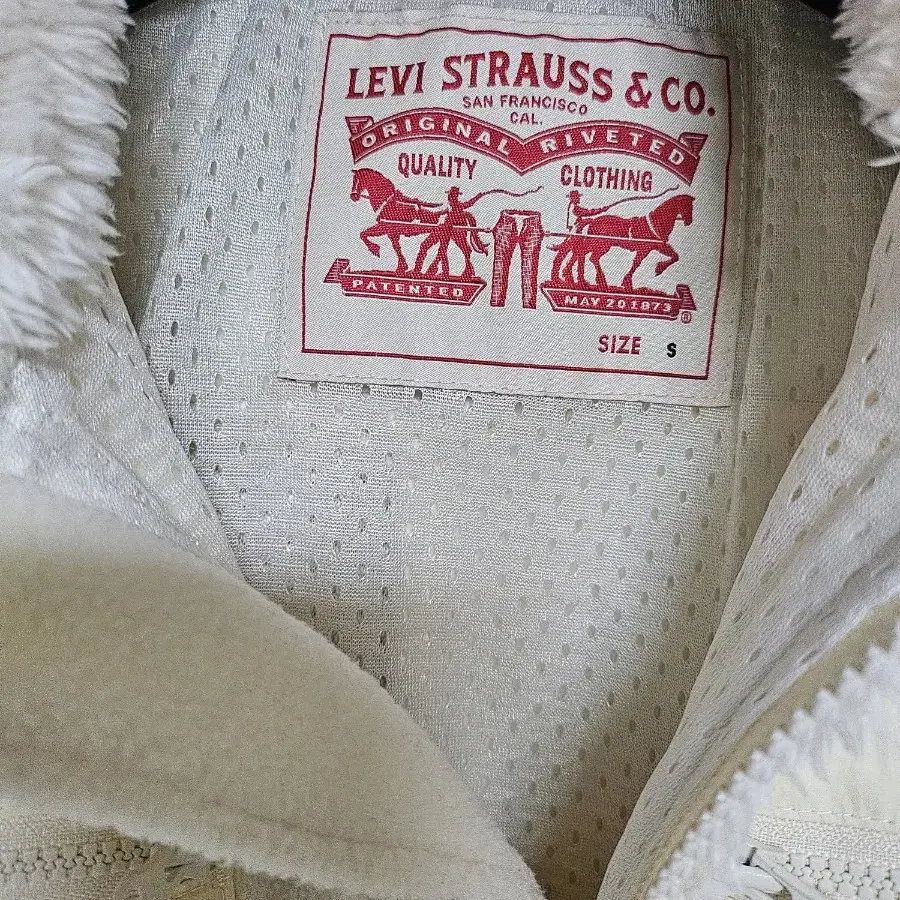 LEVI STRAUSS & CO.
SAN FRANCISCO
CAL.
ORIGINAL RIVETED
QUALITY CLOTHING
PATENTED MAY 20 1873
®
SIZE S